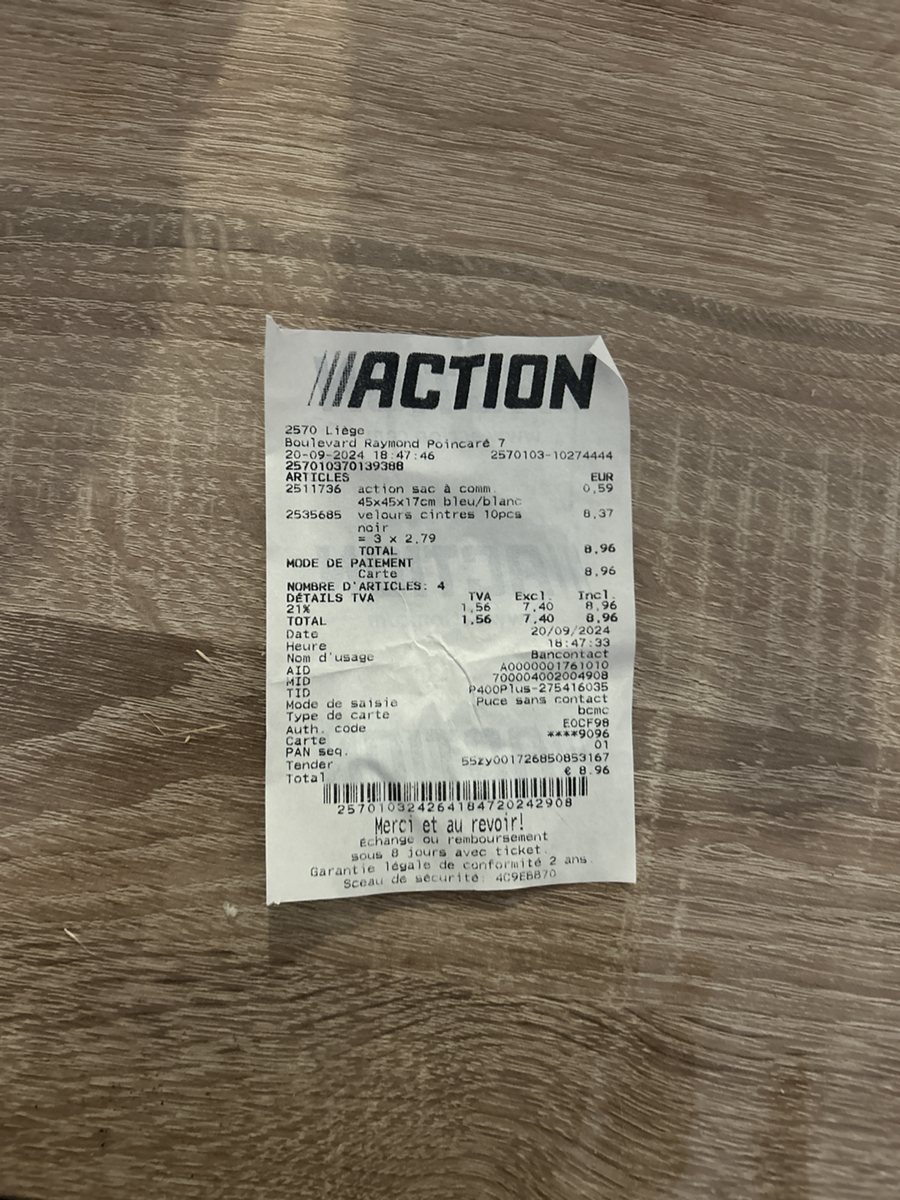 ACTION
2570 Liège
Boulevard Raymond Poincaré 7
20-09-2024 18:47:46 2570103-10274444
257010370139388
ARTICLES EUR
2511736 action sac à comm. 0,59
45x45x17cm bleu/blanc
2535685 velours cintres 10pcs 8,37
noir
= 3 x 2,79
TOTAL 8,96
MODE DE PAIEMENT
Carte 8,96
NOMBRE D'ARTICLES: 4
DÉTAILS TVA TVA Excl. Incl.
21% 1,56 7,40 8,96
TOTAL 1,56 7,40 8,96
Date 20/09/2024
Heure 18:47:33
Nom d'usage Bancontact
AID A0000001761010
MID 700004002004908
TID P400Plus-275416035
Mode de saisie Puce sans contact
Type de carte bcmc
Auth. code E0CF98
Carte ****9096
PAN seq. 01
Tender 55zy001726850853167
Total € 8.96
257010324264184720242908
Merci et au revoir!
Échange ou remboursement
sous 8 jours avec ticket.
Garantie légale de conformité 2 ans.
Sceau de sécurité: 4C9EBB70